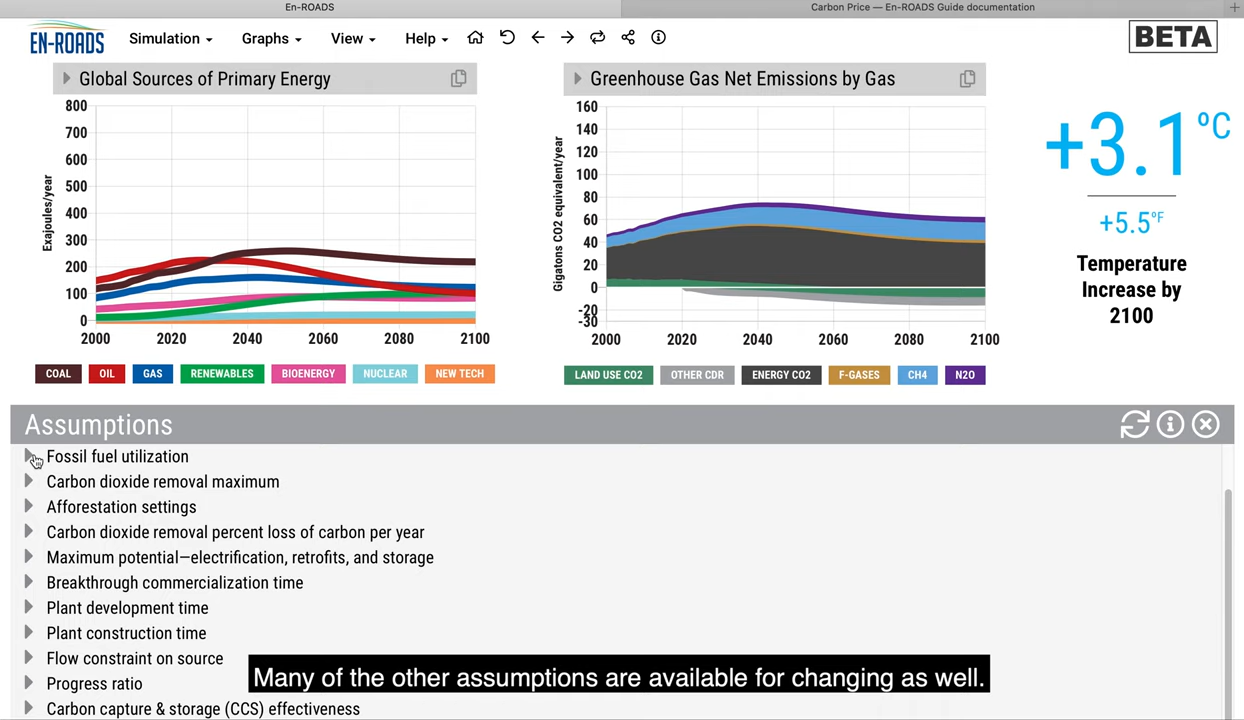 En-ROADS
Carbon Price — En-ROADS Guide documentation
EN-ROADS
Simulation
Graphs
View
Help
BETA
Global Sources of Primary Energy
Exajoules/year
800
700
600
500
400
300
200
100
0
2000 2020 2040 2060 2080 2100
COAL OIL GAS RENEWABLES BIOENERGY NUCLEAR NEW TECH
Greenhouse Gas Net Emissions by Gas
Gigatons CO2 equivalent/year
160
140
120
100
80
60
40
20
0
-20
-30
2000 2020 2040 2060 2080 2100
LAND USE CO2 OTHER CDR ENERGY CO2 F-GASES CH4 N2O
+3.1 ºC
+5.5°F
Temperature
Increase by
2100
Assumptions
Fossil fuel utilization
Carbon dioxide removal maximum
Afforestation settings
Carbon dioxide removal percent loss of carbon per year
Maximum potential—electrification, retrofits, and storage
Breakthrough commercialization time
Plant development time
Plant construction time
Flow constraint on source
Progress ratio
Carbon capture & storage (CCS) effectiveness
Many of the other assumptions are available for changing as well.